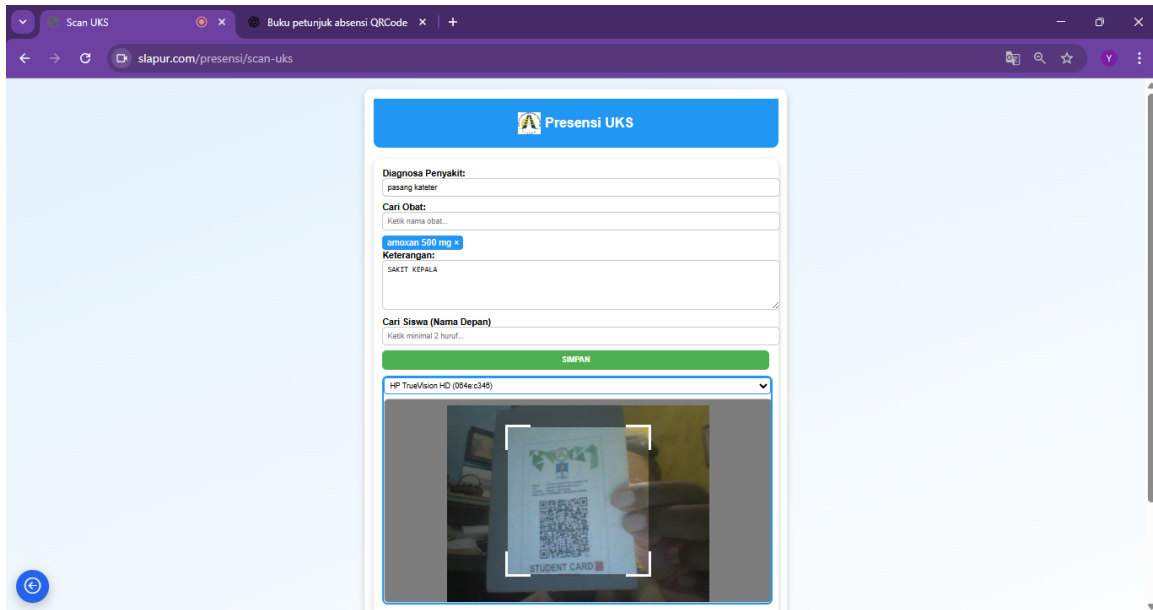 Scan UKS
Buku petunjuk absensi QRCode
slapur.com/presensi/scan-uks
Y
Presensi UKS
Diagnosa Penyakit:
pasang kateter
Cari Obat:
Ketik nama obat...
amoxan 500 mg ×
Keterangan:
SAKIT KEPALA
Cari Siswa (Nama Depan)
Ketik minimal 2 huruf...
SIMPAN
HP TrueVision HD (064e:c346)
STUDENT CARD